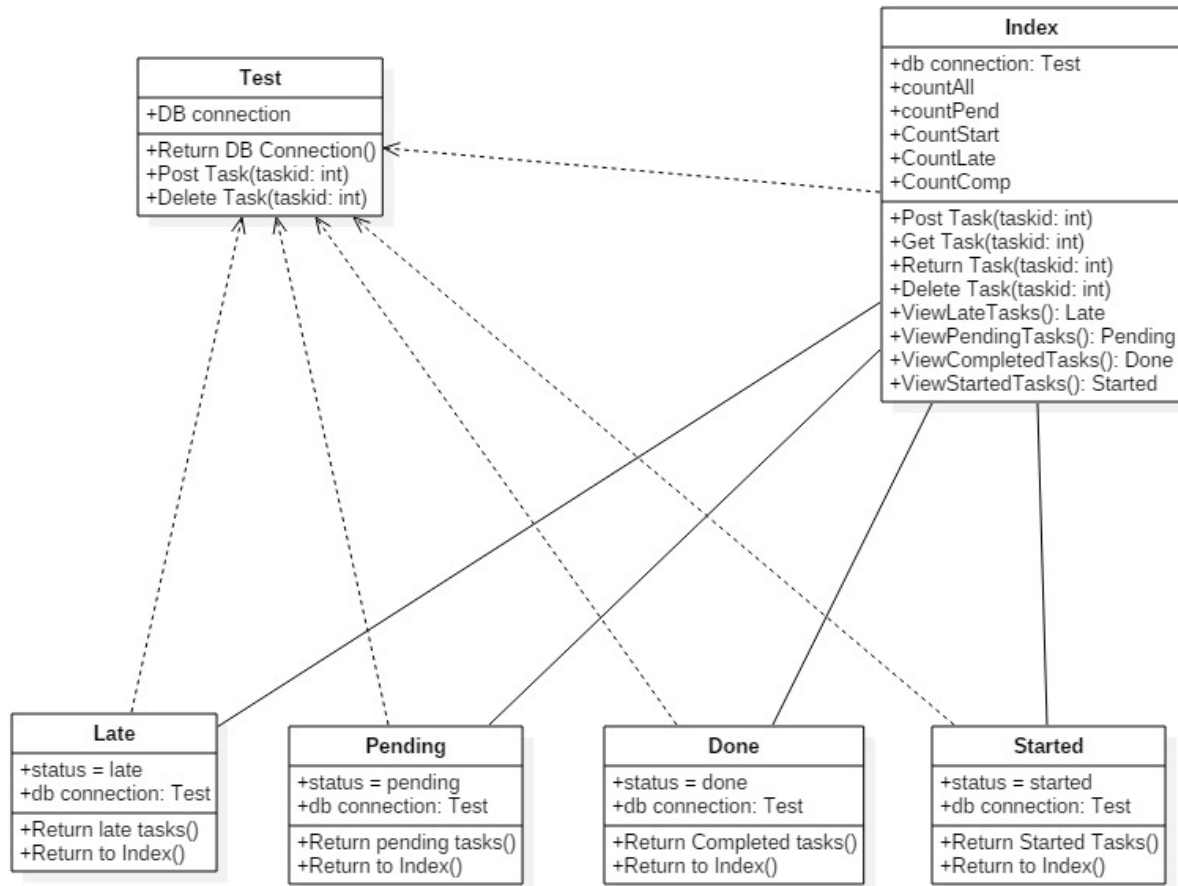 Test
+DB connection
+Return DB Connection()
+Post Task(taskid: int)
+Delete Task(taskid: int)
Index
+db connection: Test
+countAll
+countPend
+CountStart
+CountLate
+CountComp
+Post Task(taskid: int)
+Get Task(taskid: int)
+Return Task(taskid: int)
+Delete Task(taskid: int)
+ViewLateTasks(): Late
+ViewPendingTasks(): Pending
+ViewCompletedTasks(): Done
+ViewStartedTasks(): Started
Late
+status = late
+db connection: Test
+Return late tasks()
+Return to Index()
Pending
+status = pending
+db connection: Test
+Return pending tasks()
+Return to Index()
Done
+status = done
+db connection: Test
+Return Completed tasks()
+Return to Index()
Started
+status = started
+db connection: Test
+Return Started Tasks()
+Return to Index()